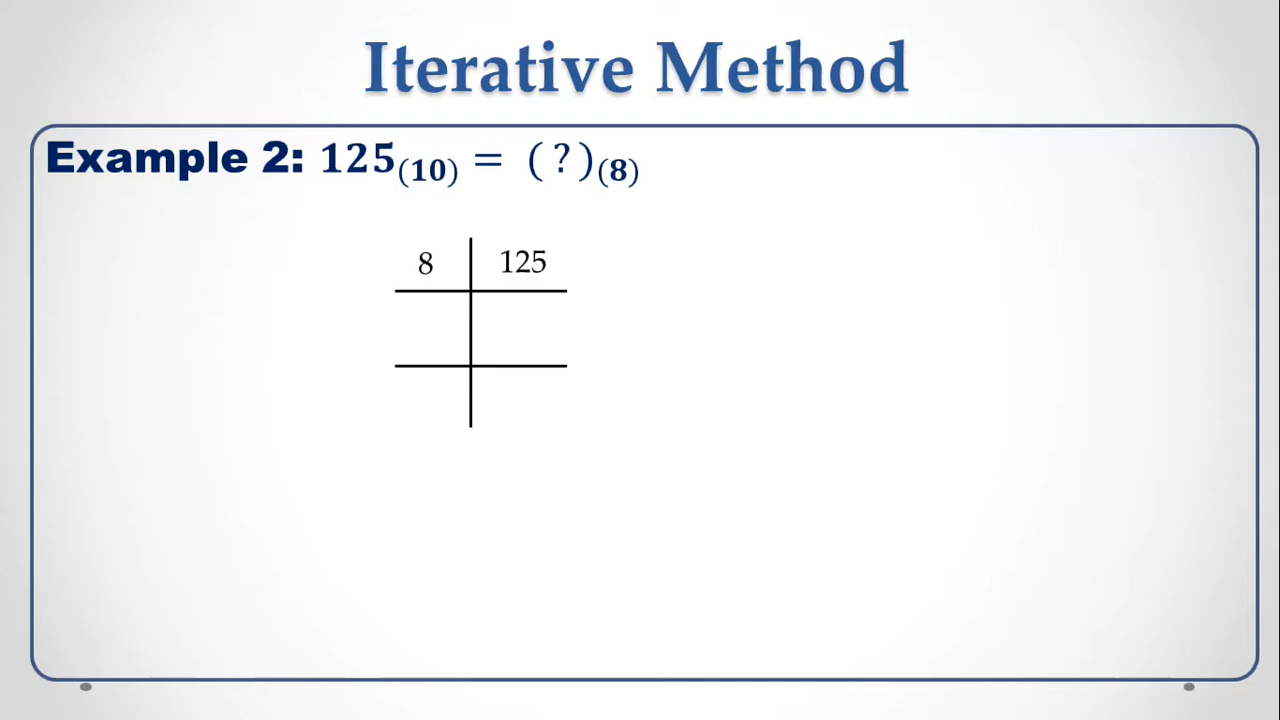 Iterative Method
Example 2: 125₍₁₀₎ = (?)₍₈₎
8 125